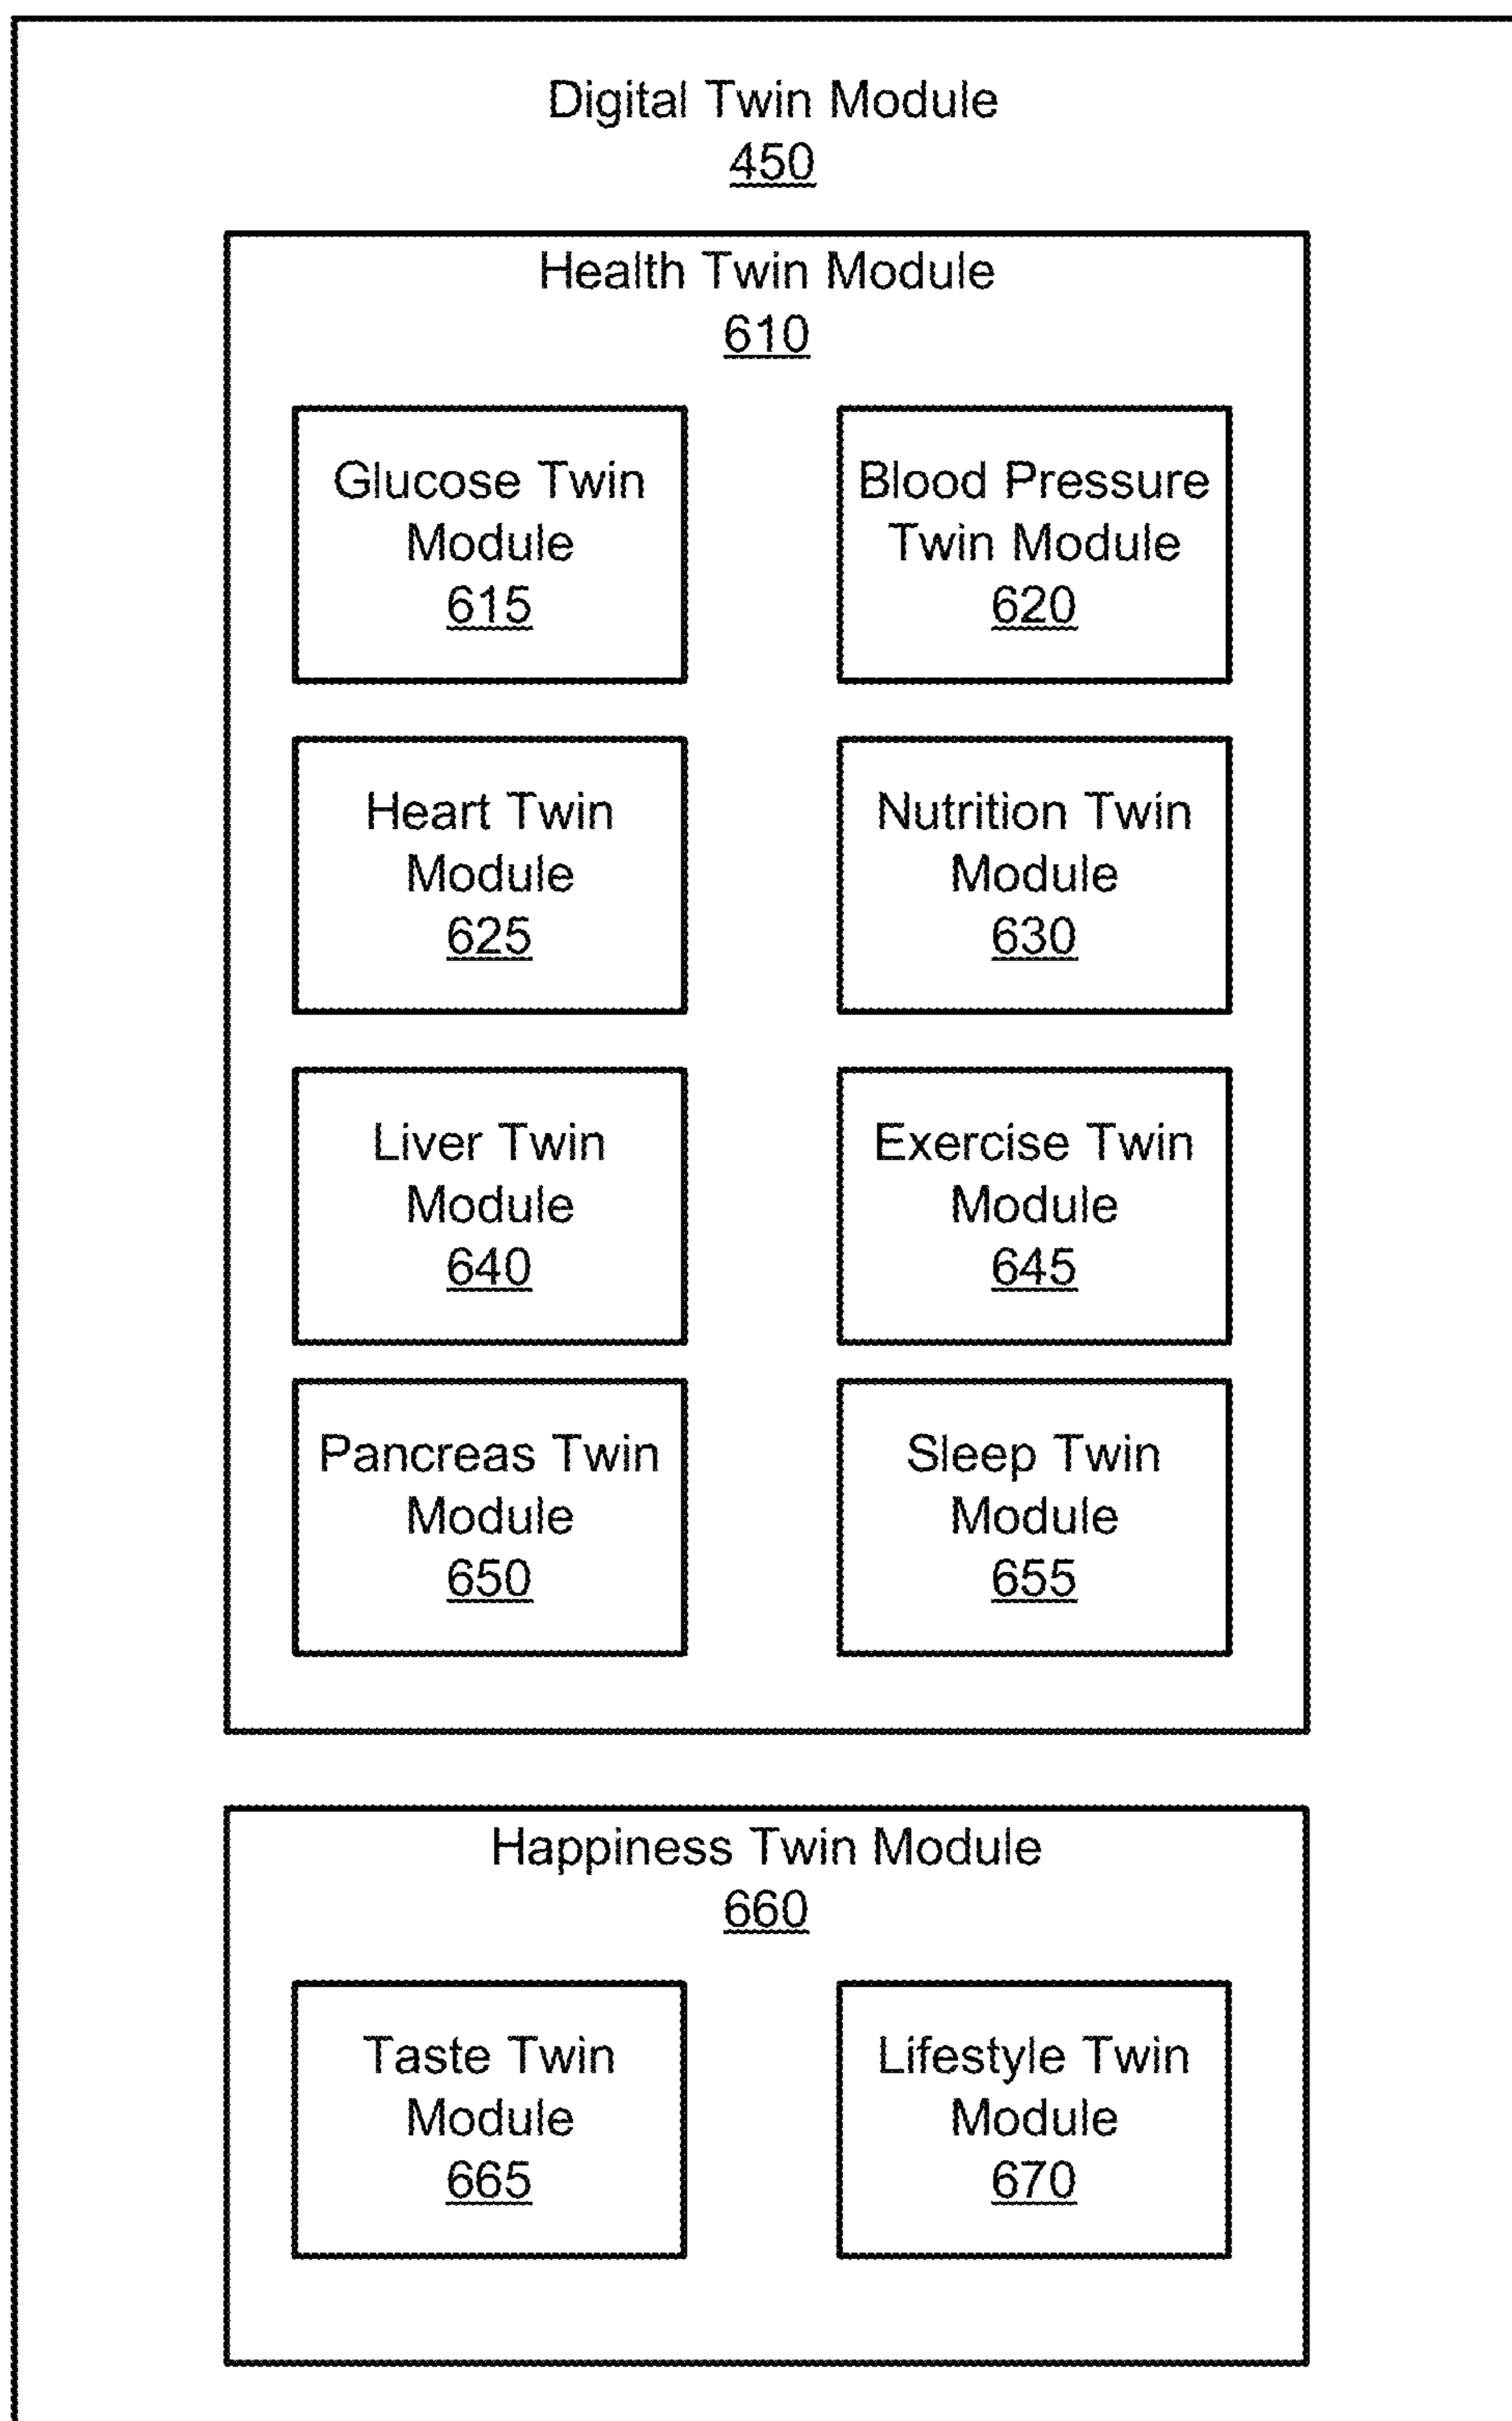 Digital Twin Module
450
Health Twin Module
610
Glucose Twin
Module
615
Blood Pressure
Twin Module
620
Heart Twin
Module
625
Nutrition Twin
Module
630
Liver Twin
Module
640
Exercise Twin
Module
645
Pancreas Twin
Module
650
Sleep Twin
Module
655
Happiness Twin Module
660
Taste Twin
Module
665
Lifestyle Twin
Module
670